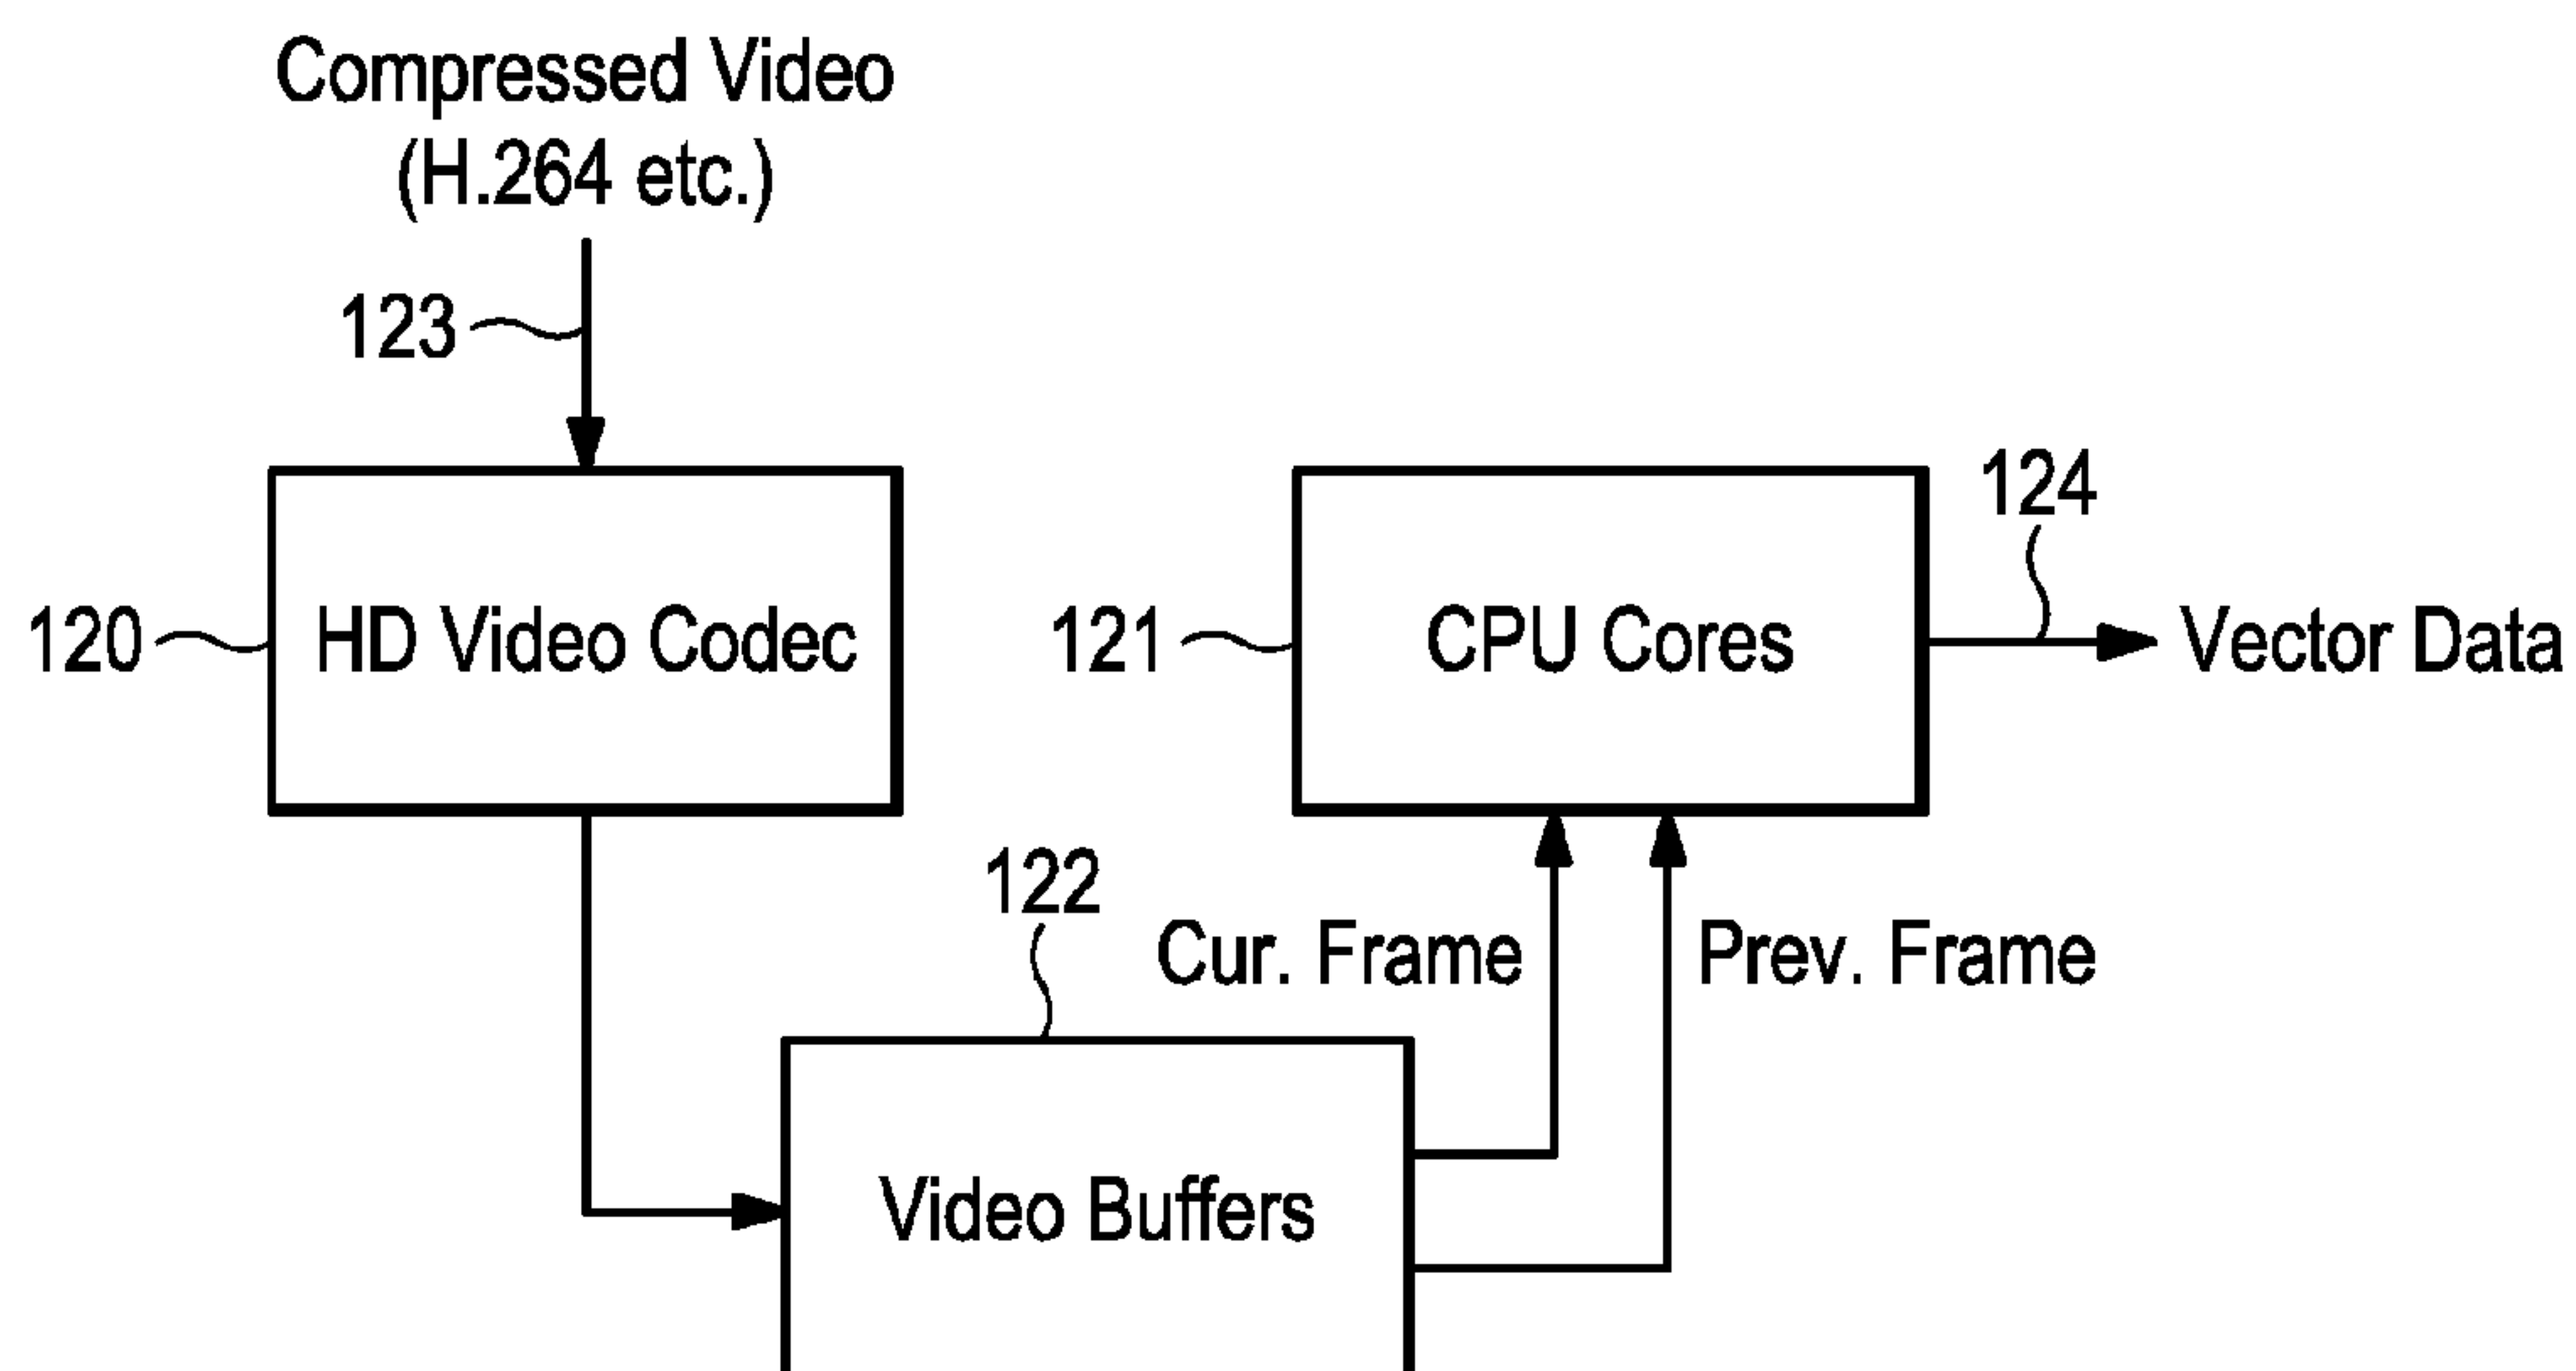 Compressed Video
(H.264 etc.)
123
120
HD Video Codec
121
CPU Cores
124
Vector Data
122
Cur. Frame
Prev. Frame
Video Buffers